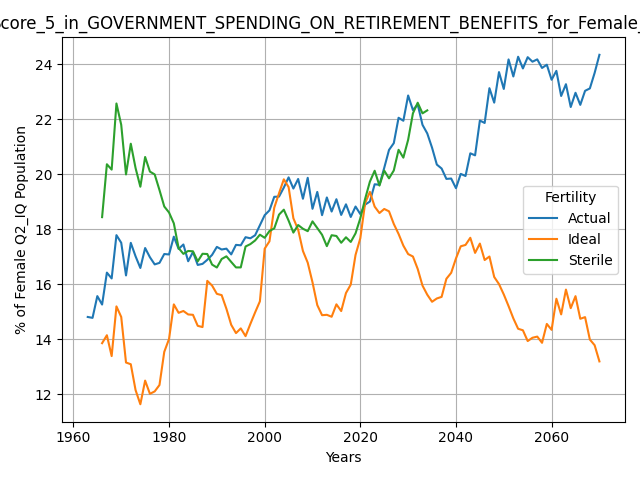 core_5_in_GOVERNMENT_SPENDING_ON_RETIREMENT_BENEFITS_for_Female_
24
22
20
18
16
14
12
% of Female Q2_IQ Population
Fertility
Actual
Ideal
Sterile
1960
1980
2000
2020
2040
2060
Years